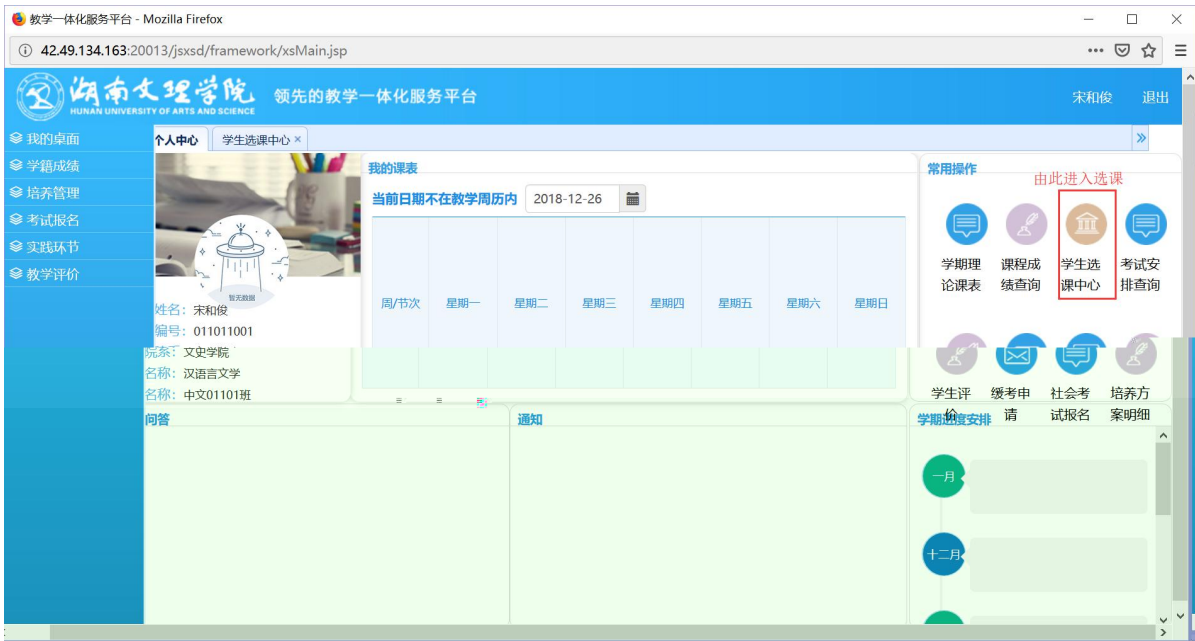 教学一体化服务平台 - Mozilla Firefox
42.49.134.163:20013/jsxsd/framework/xsMain.jsp
湖南文理学院
HUNAN UNIVERSITY OF ARTS AND SCIENCE
领先的教学一体化服务平台
宋和俊 退出
我的桌面
学籍成绩
培养管理
考试报名
实践环节
教学评价
个人中心 学生选课中心 ×
暂无数据
姓名：宋和俊
编号：011011001
院系：文史学院
名称：汉语言文学
名称：中文01101班
我的课表
当前日期不在教学周历内 2018-12-26
周/节次 星期一 星期二 星期三 星期四 星期五 星期六 星期日
常用操作
由此进入选课
学期理论课表
课程成绩查询
学生选课中心
考试安排查询
学生评价
缓考申请
社会考试报名
培养方案明细
问答
通知
学期进度安排
一月
十二月